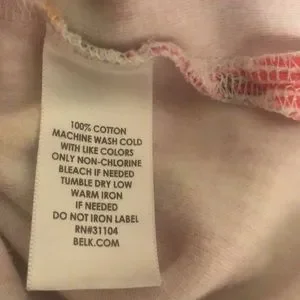 100% COTTON
MACHINE WASH COLD
WITH LIKE COLORS
ONLY NON-CHLORINE
BLEACH IF NEEDED
TUMBLE DRY LOW
WARM IRON
IF NEEDED
DO NOT IRON LABEL
RN#31104
BELK.COM